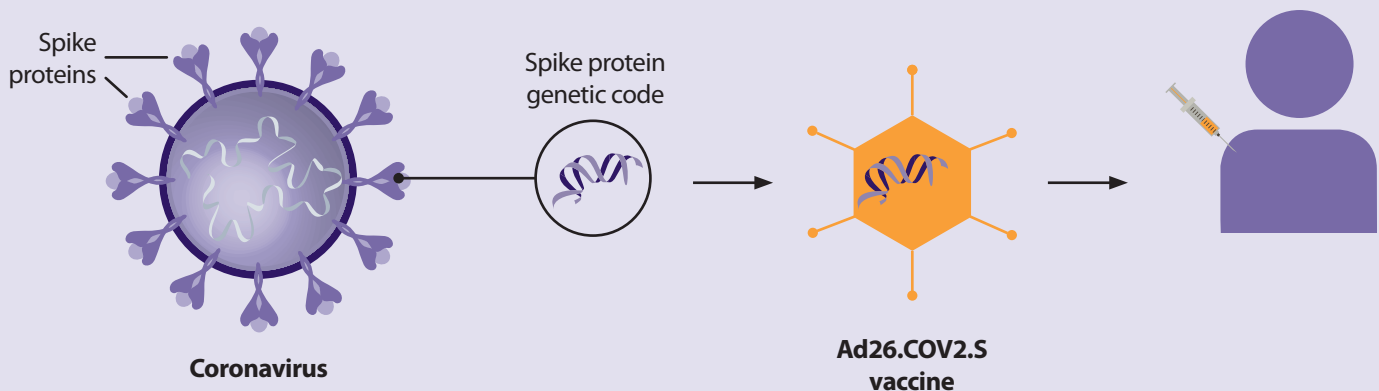 Spike
proteins
Spike protein
genetic code
Coronavirus
Ad26.COV2.S
vaccine